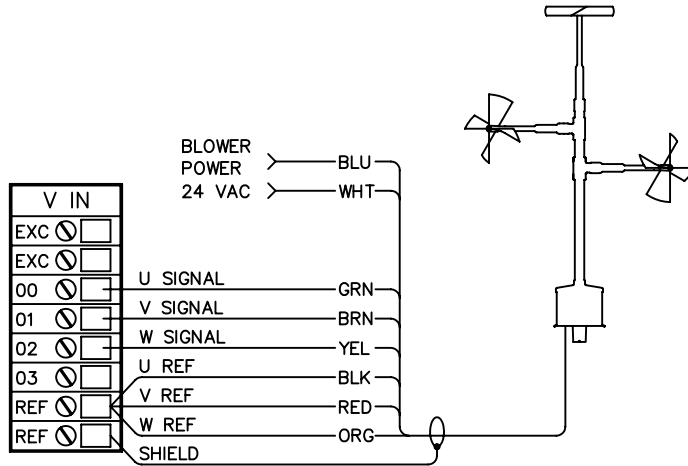 BLOWER
POWER
24 VAC
BLU
WHT
V IN
EXC
EXC
00 U SIGNAL GRN
01 V SIGNAL BRN
02 W SIGNAL YEL
03 U REF BLK
REF V REF RED
W REF ORG
REF SHIELD